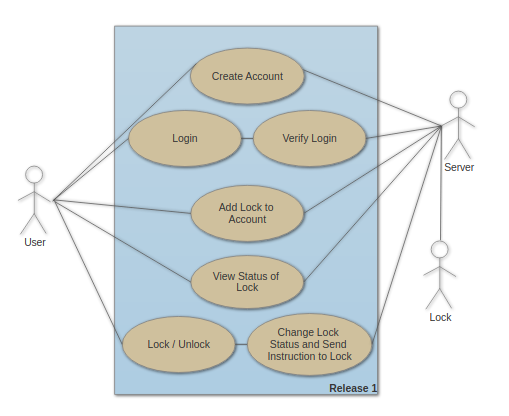 Create Account
Login
Verify Login
Server
Add Lock to
Account
User
View Status of
Lock
Lock
Lock / Unlock
Change Lock
Status and Send
Instruction to Lock
Release 1